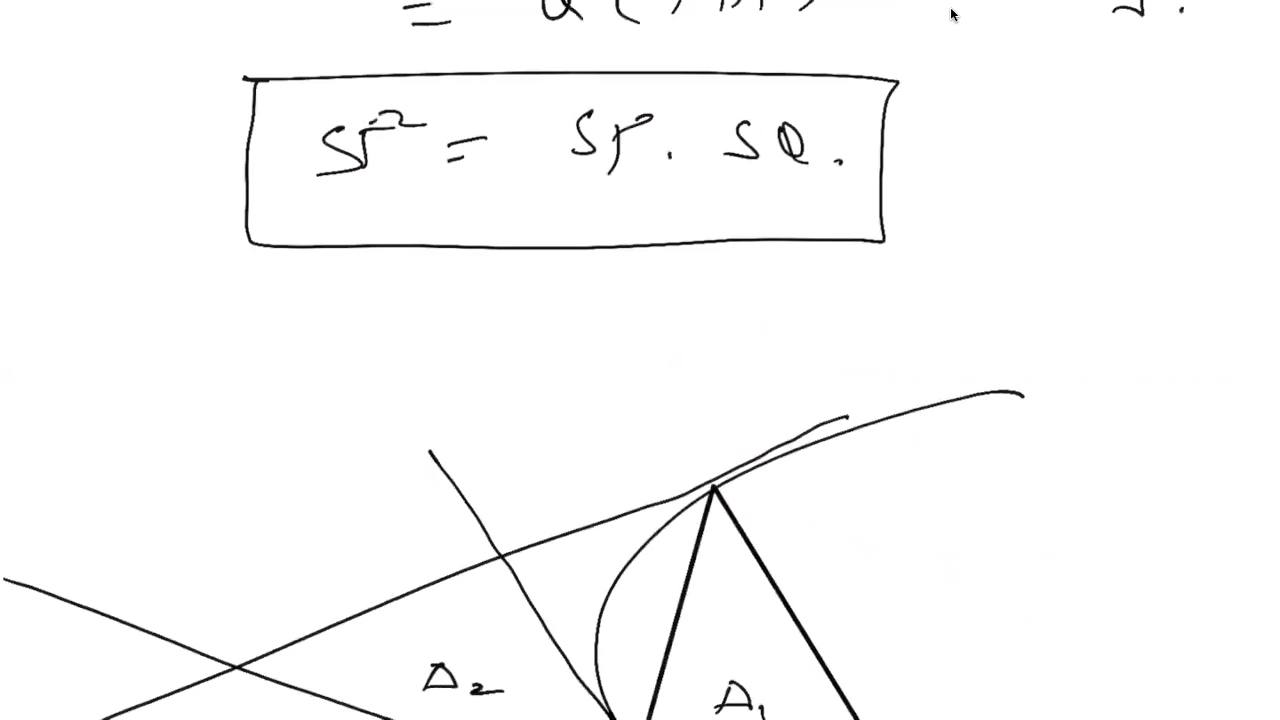 ST² = SP. SQ.
Δ₂
Δ₁